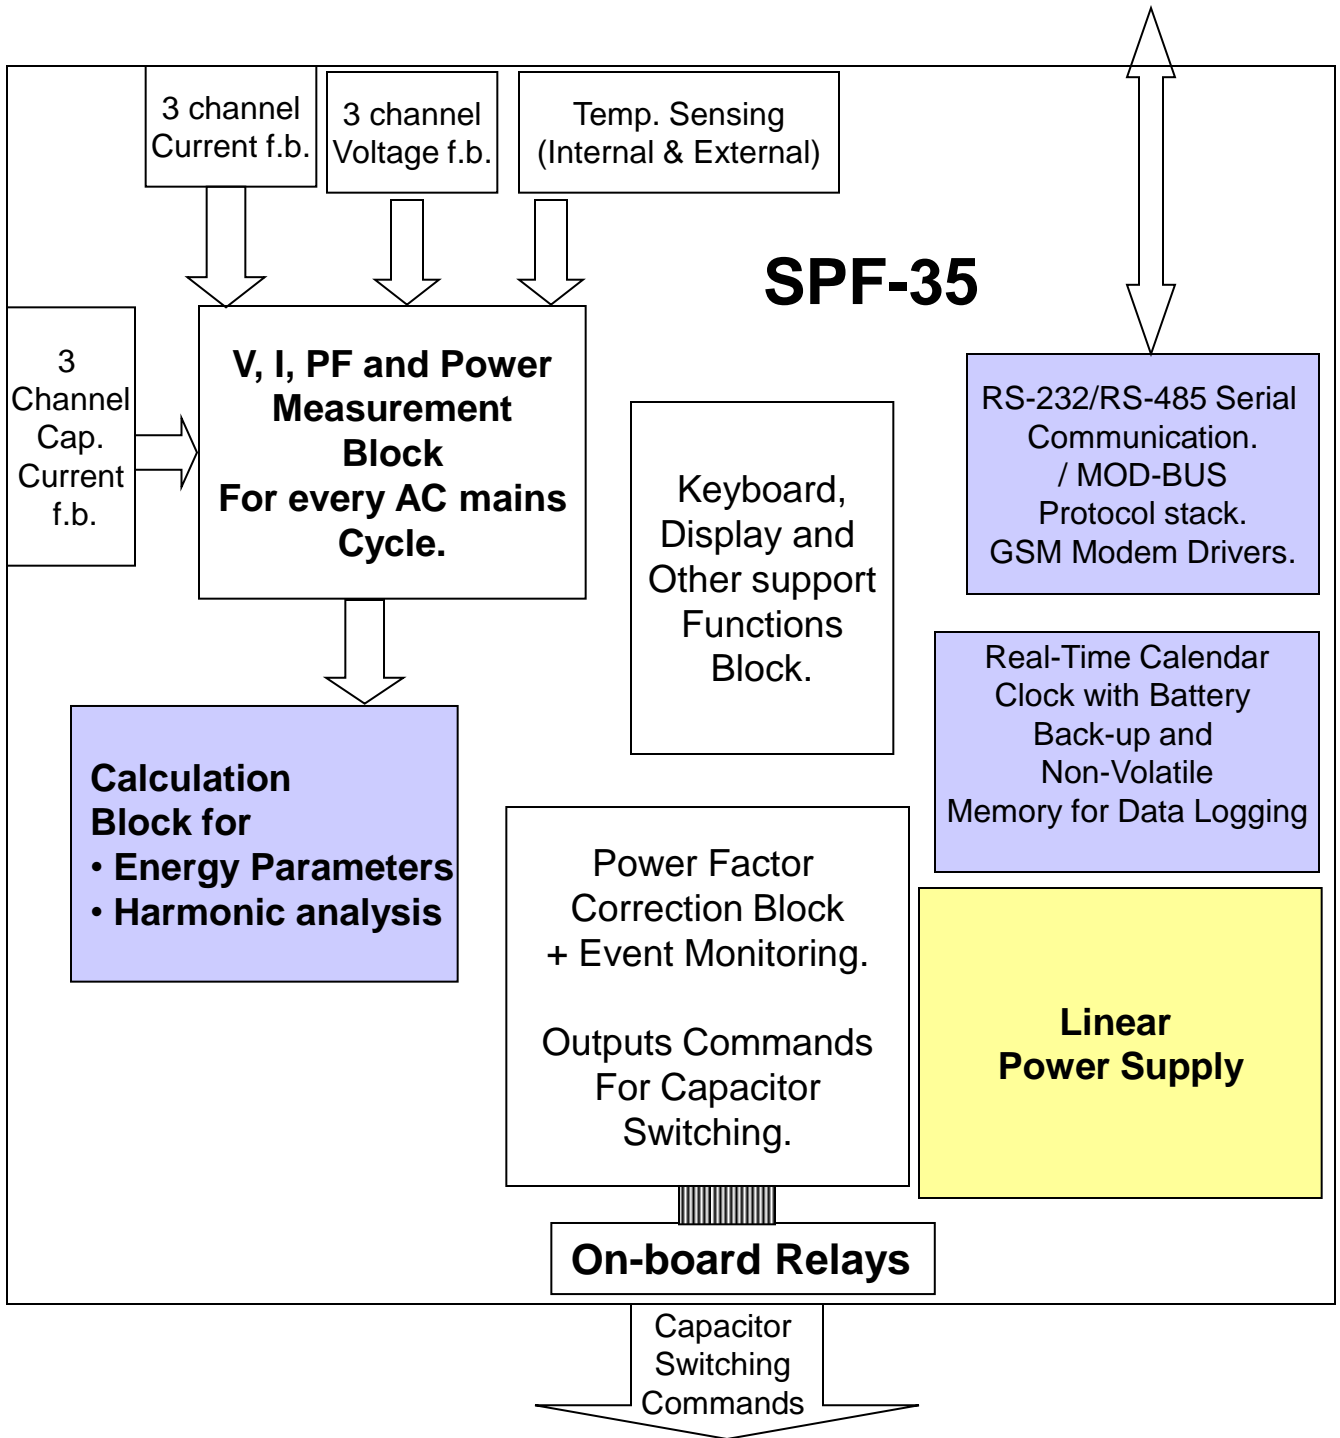 3 channel
Current f.b.
3 channel
Voltage f.b.
Temp. Sensing
(Internal & External)
SPF-35
3
Channel
Cap.
Current
f.b.
V, I, PF and Power
Measurement
Block
For every AC mains
Cycle.
Keyboard,
Display and
Other support
Functions
Block.
RS-232/RS-485 Serial
Communication.
/ MOD-BUS
Protocol stack.
GSM Modem Drivers.
Real-Time Calendar
Clock with Battery
Back-up and
Non-Volatile
Memory for Data Logging
Calculation
Block for
• Energy Parameters
• Harmonic analysis
Power Factor
Correction Block
+ Event Monitoring.
Outputs Commands
For Capacitor
Switching.
Linear
Power Supply
On-board Relays
Capacitor
Switching
Commands